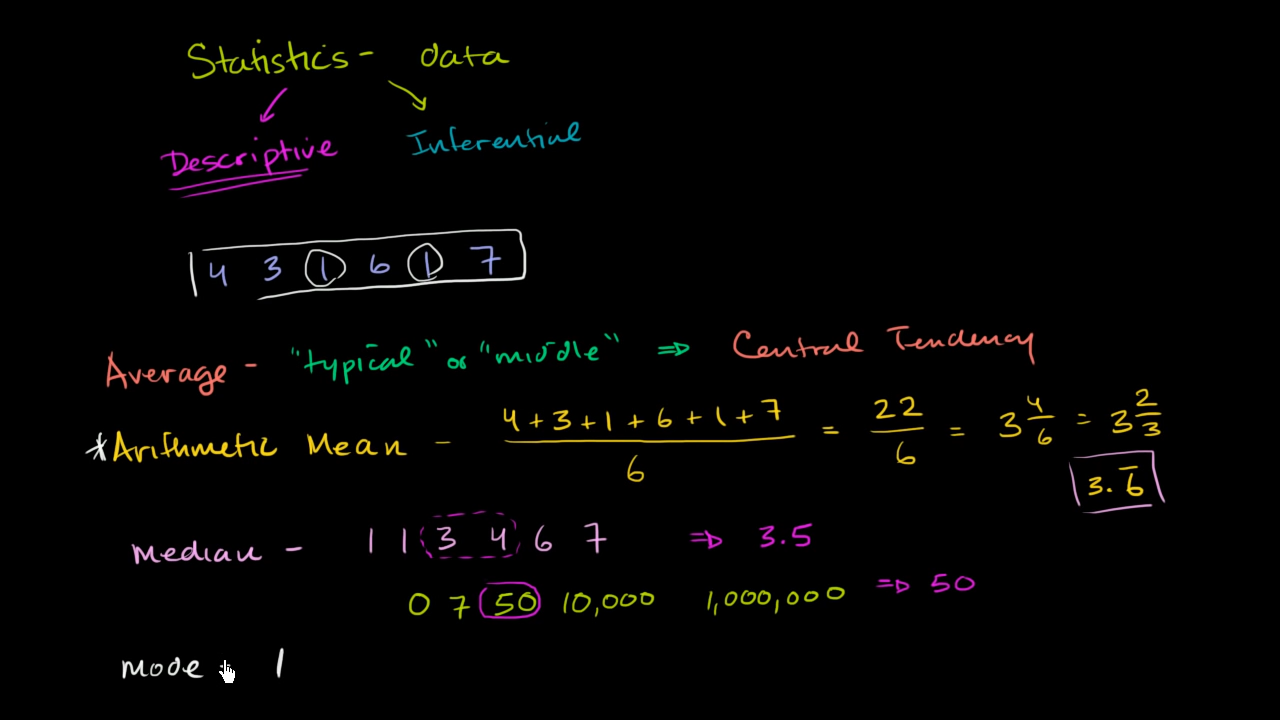 Statistics - data
Descriptive Inferential
4 3 1 6 1 7
Average - "typical" or "middle" ⇒ Central Tendency
*Arithmetic Mean - 4+3+1+6+1+7 / 6 = 22/6 = 3 4/6 = 3 2/3
3.6̅
Median - 1 1 3 4 6 7 ⇒ 3.5
0 7 50 10,000 1,000,000 ⇒ 50
Mode - 1